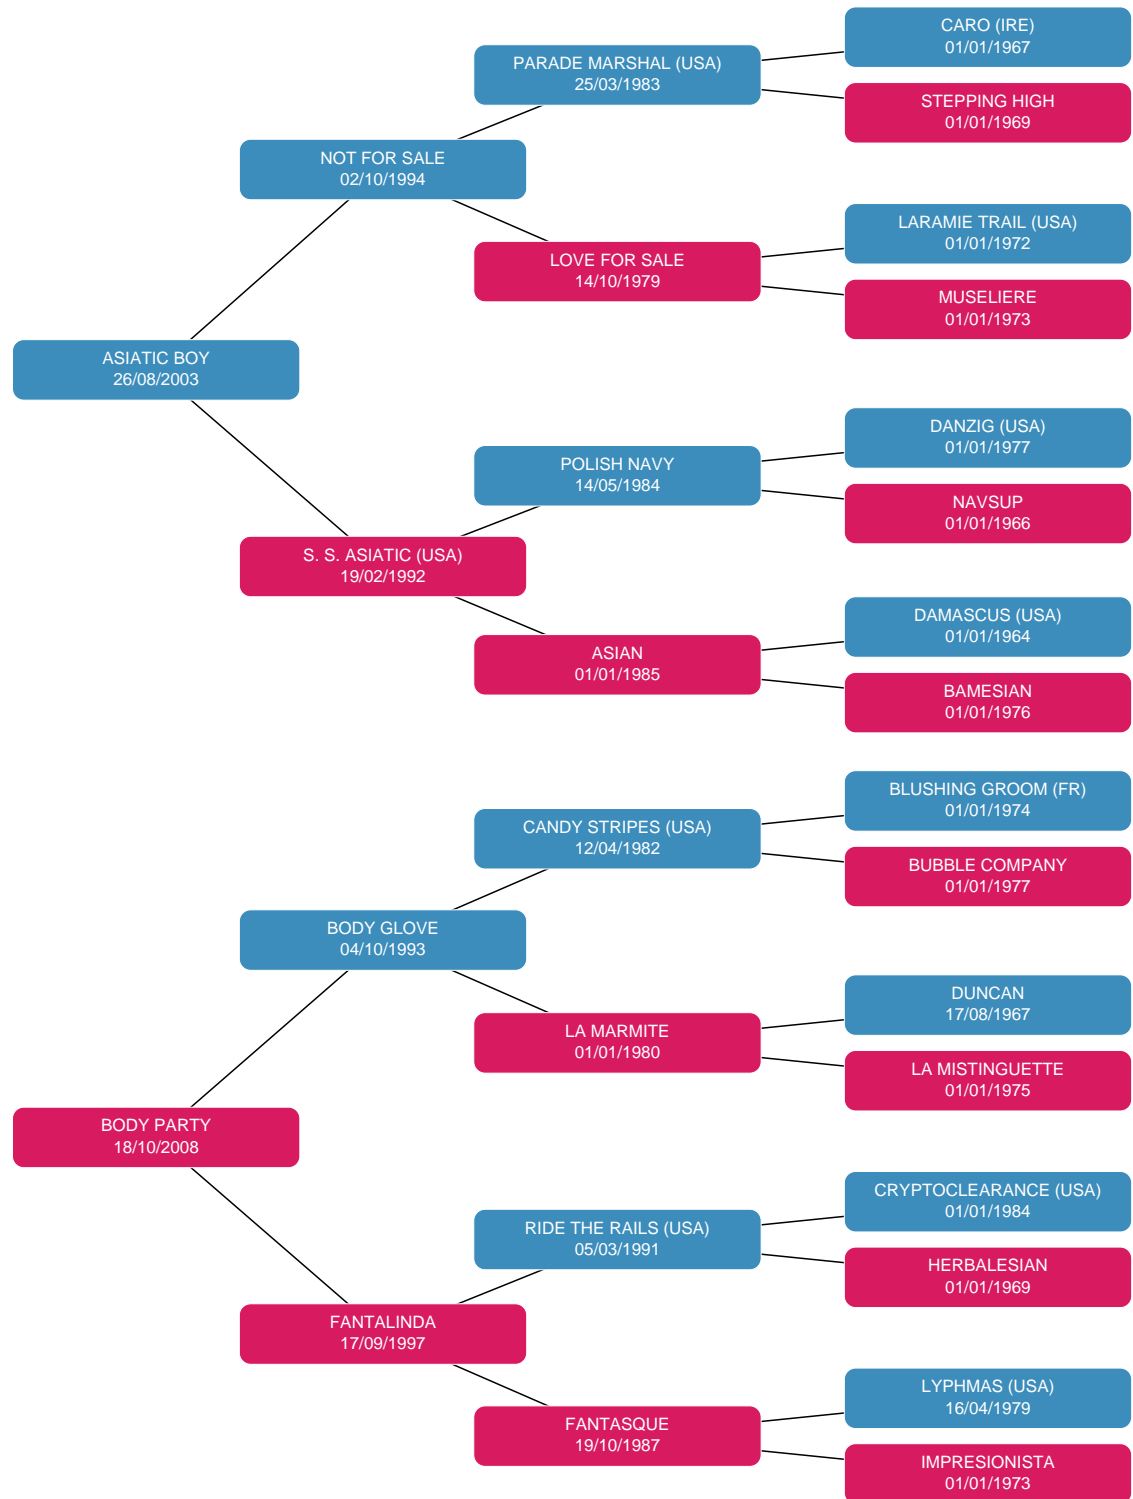 CARO (IRE)
01/01/1967
PARADE MARSHAL (USA)
25/03/1983
STEPPING HIGH
01/01/1969
NOT FOR SALE
02/10/1994
LARAMIE TRAIL (USA)
01/01/1972
LOVE FOR SALE
14/10/1979
MUSELIERE
01/01/1973
ASIATIC BOY
26/08/2003
DANZIG (USA)
01/01/1977
POLISH NAVY
14/05/1984
NAVSUP
01/01/1966
S. S. ASIATIC (USA)
19/02/1992
DAMASCUS (USA)
01/01/1964
ASIAN
01/01/1985
BAMESIAN
01/01/1976
BLUSHING GROOM (FR)
01/01/1974
CANDY STRIPES (USA)
12/04/1982
BUBBLE COMPANY
01/01/1977
BODY GLOVE
04/10/1993
DUNCAN
17/08/1967
LA MARMITE
01/01/1980
LA MISTINGUETTE
01/01/1975
BODY PARTY
18/10/2008
CRYPTOCLEARANCE (USA)
01/01/1984
RIDE THE RAILS (USA)
05/03/1991
HERBALESIAN
01/01/1969
FANTALINDA
17/09/1997
LYPHMAS (USA)
16/04/1979
FANTASQUE
19/10/1987
IMPRESIONISTA
01/01/1973